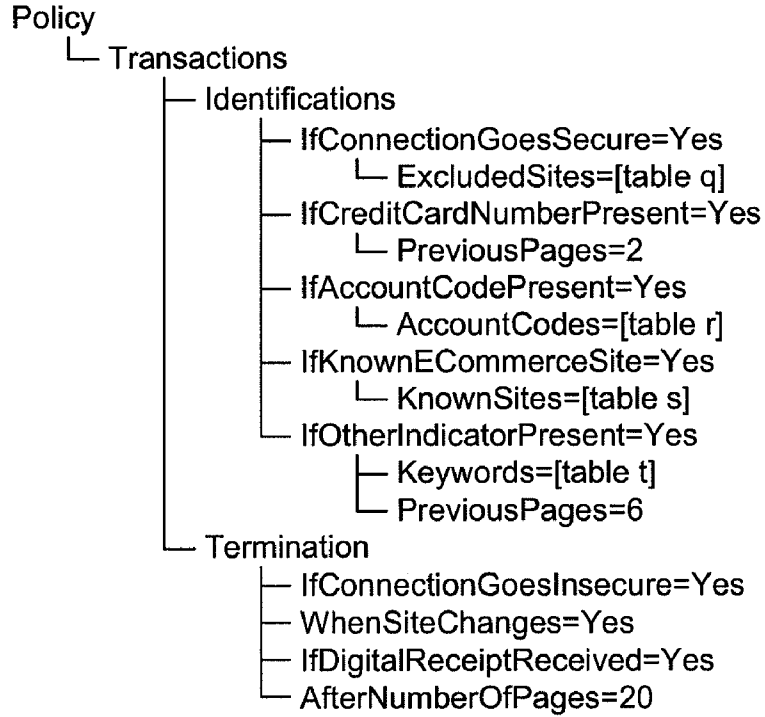 Policy
Transactions
Identifications
IfConnectionGoesSecure=Yes
ExcludedSites=[table q]
IfCreditCardNumberPresent=Yes
PreviousPages=2
IfAccountCodePresent=Yes
AccountCodes=[table r]
IfKnownECommerceSite=Yes
KnownSites=[table s]
IfOtherIndicatorPresent=Yes
Keywords=[table t]
PreviousPages=6
Termination
IfConnectionGoesInsecure=Yes
WhenSiteChanges=Yes
IfDigitalReceiptReceived=Yes
AfterNumberOfPages=20